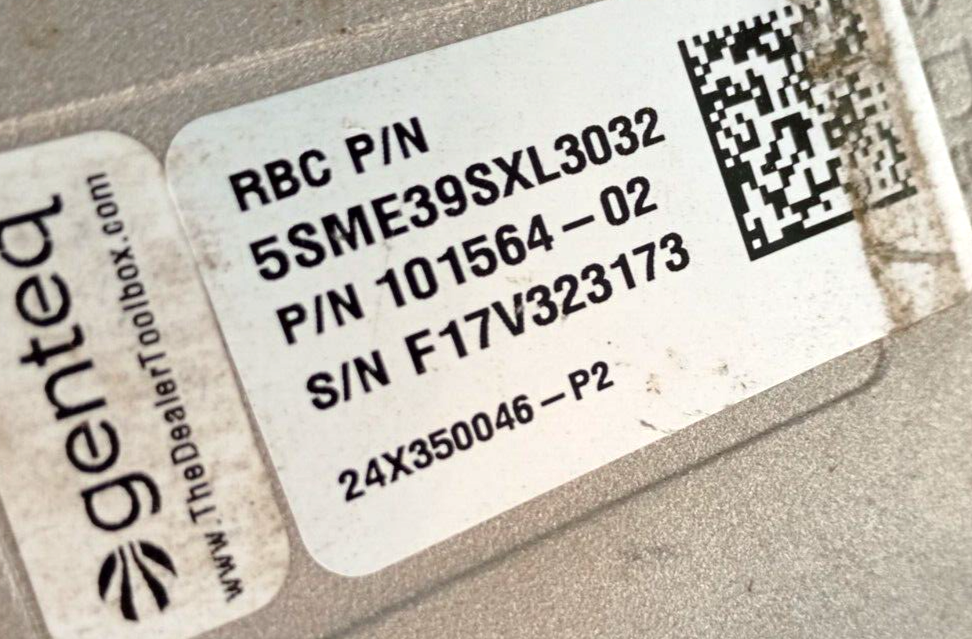 genteq
www.TheDealerToolbox.com
RBC P/N
5SME39SXL3032
P/N 101564-02
S/N F17V323173
24X350046-P2